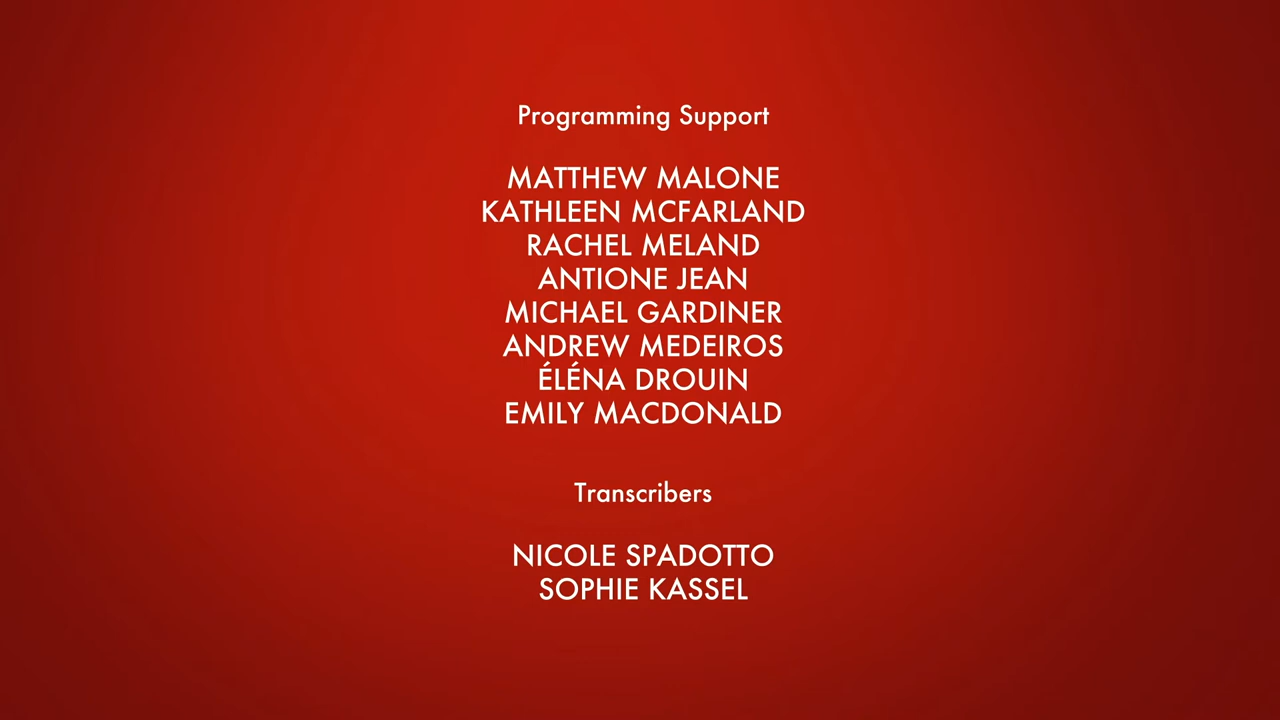 Programming Support
MATTHEW MALONE
KATHLEEN MCFARLAND
RACHEL MELAND
ANTIONE JEAN
MICHAEL GARDINER
ANDREW MEDEIROS
ÉLÉNA DROUIN
EMILY MACDONALD
Transcribers
NICOLE SPADOTTO
SOPHIE KASSEL